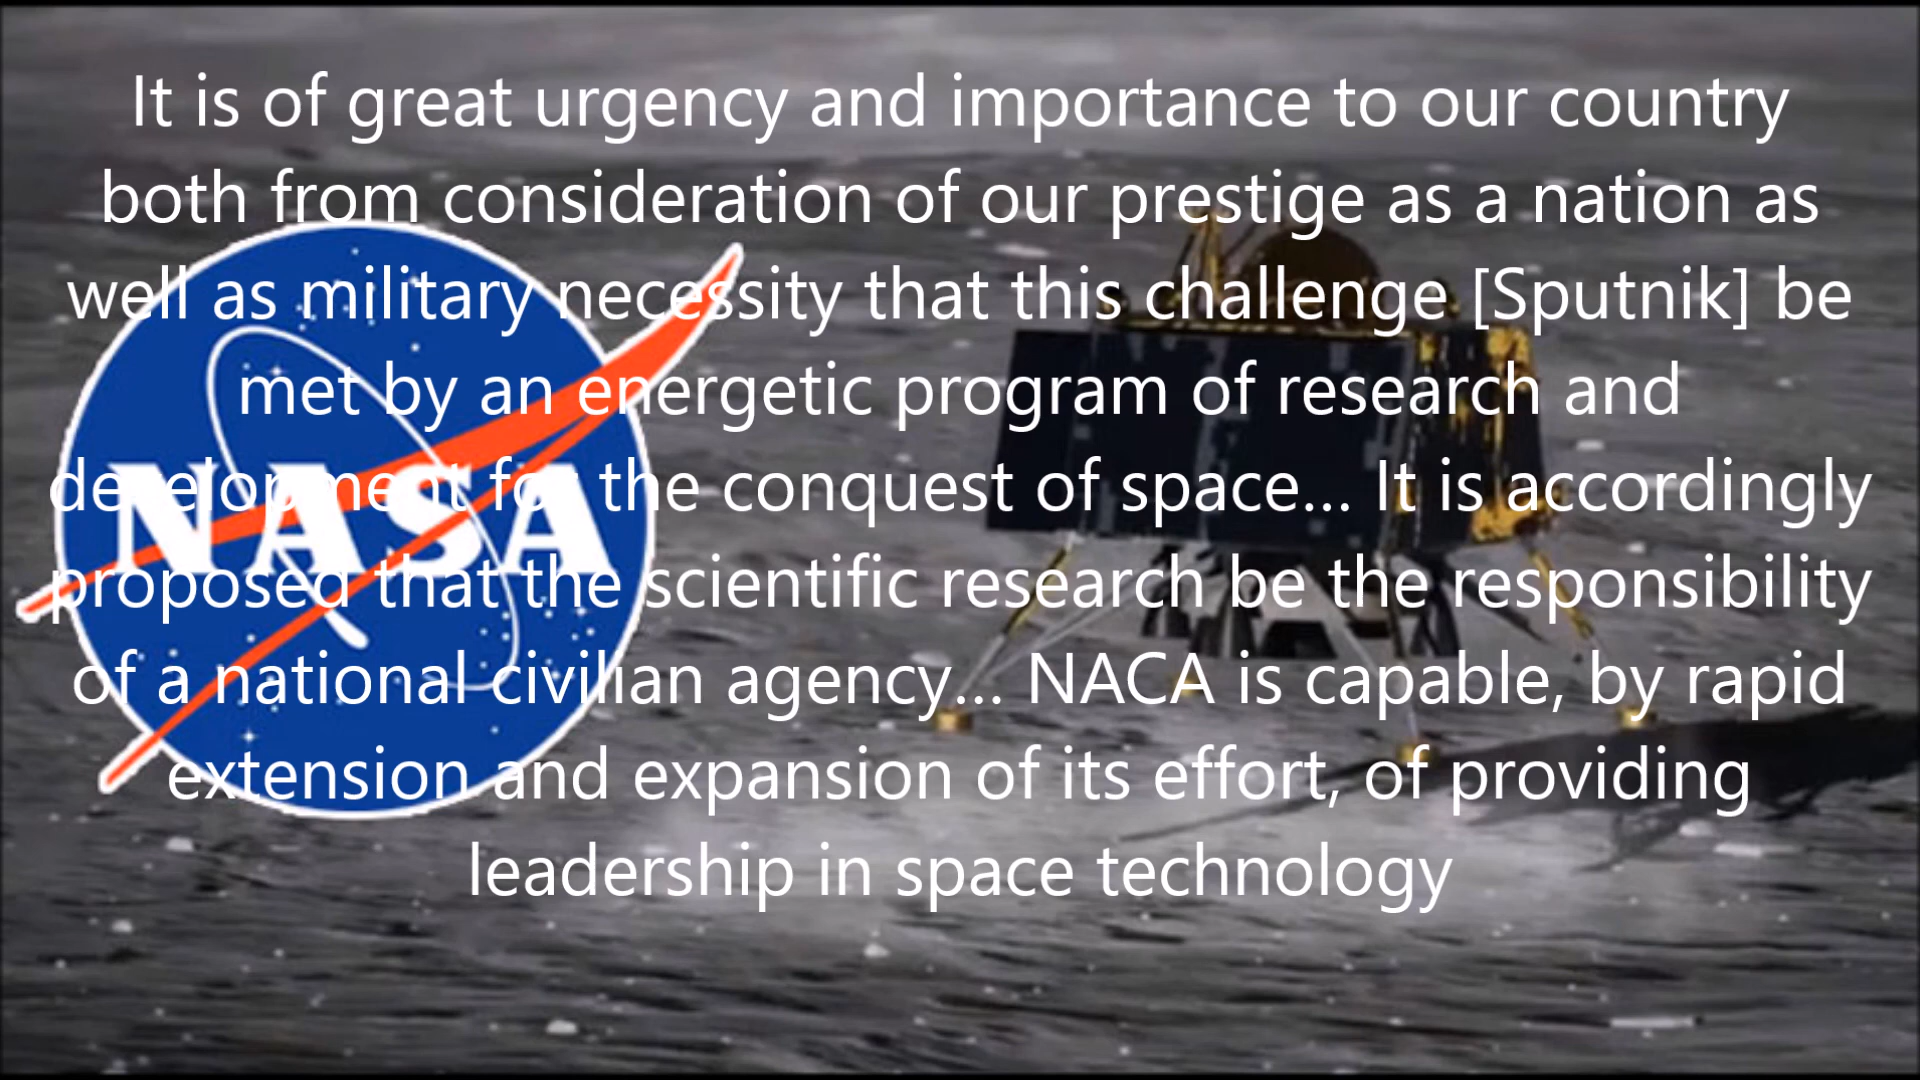 It is of great urgency and importance to our country
both from consideration of our prestige as a nation as
well as military necessity that this challenge [Sputnik] be
met by an energetic program of research and
development for the conquest of space... It is accordingly
proposed that the scientific research be the responsibility
of a national civilian agency... NACA is capable, by rapid
extension and expansion of its effort, of providing
leadership in space technology
NASA